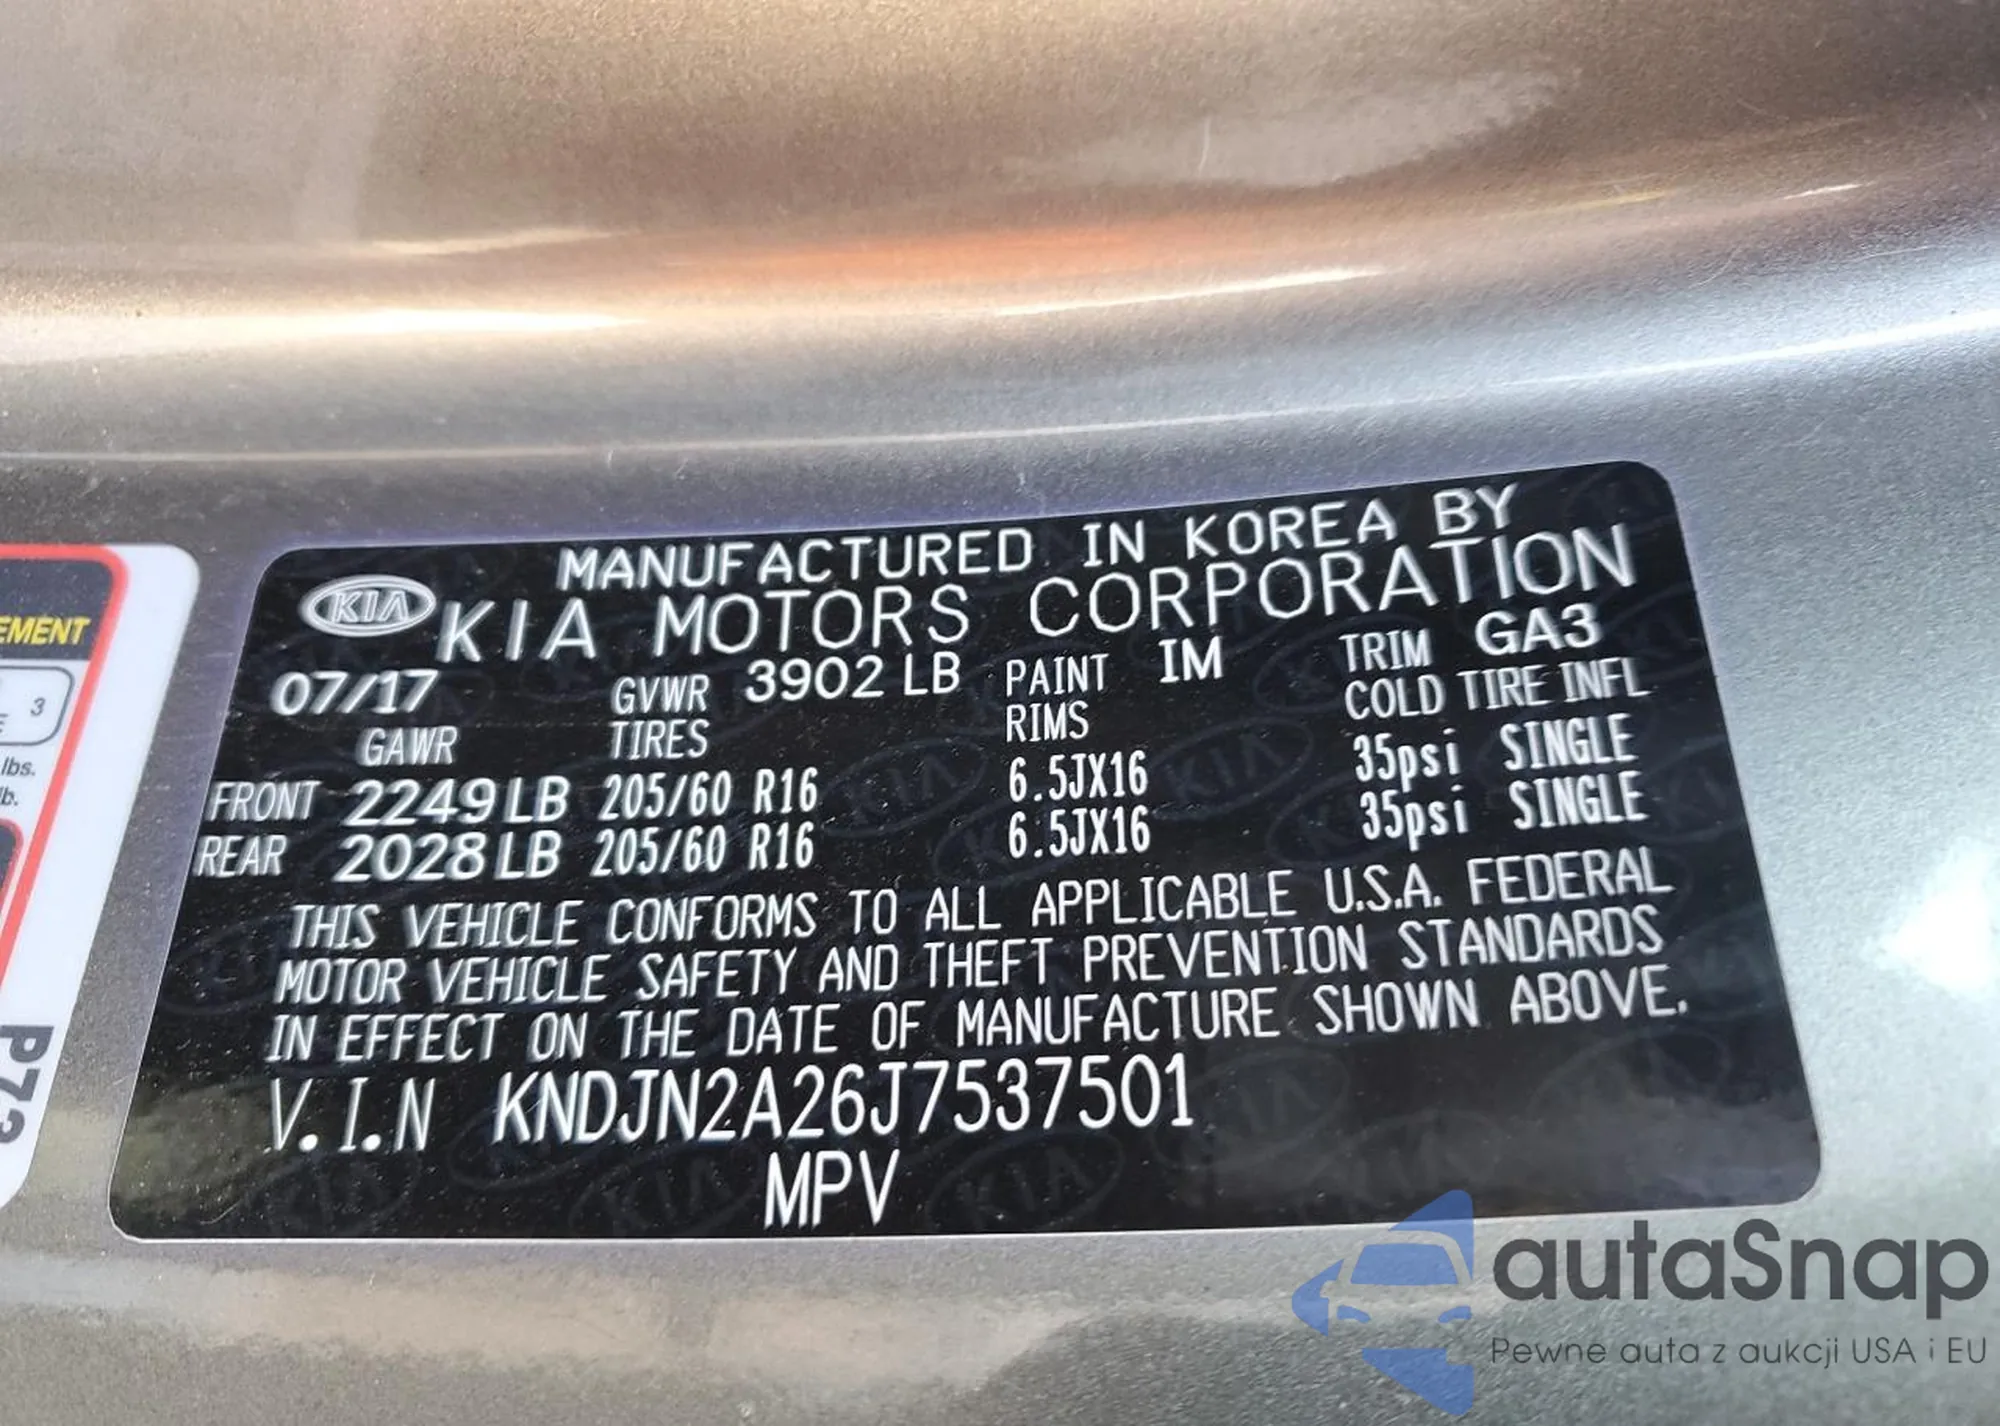 MANUFACTURED IN KOREA BY
KIA KIA MOTORS CORPORATION
07/17 GVWR 3902 LB PAINT IM TRIM GA3
GAWR TIRES RIMS COLD TIRE INFL
FRONT 2249 LB 205/60 R16 6.5JX16 35psi SINGLE
REAR 2028 LB 205/60 R16 6.5JX16 35psi SINGLE
THIS VEHICLE CONFORMS TO ALL APPLICABLE U.S.A. FEDERAL
MOTOR VEHICLE SAFETY AND THEFT PREVENTION STANDARDS
IN EFFECT ON THE DATE OF MANUFACTURE SHOWN ABOVE.
V.I.N KNDJN2A26J7537501
MPV
EMENT
3
lbs.
b.
autaSnap
Pewne auta z aukcji USA i EU